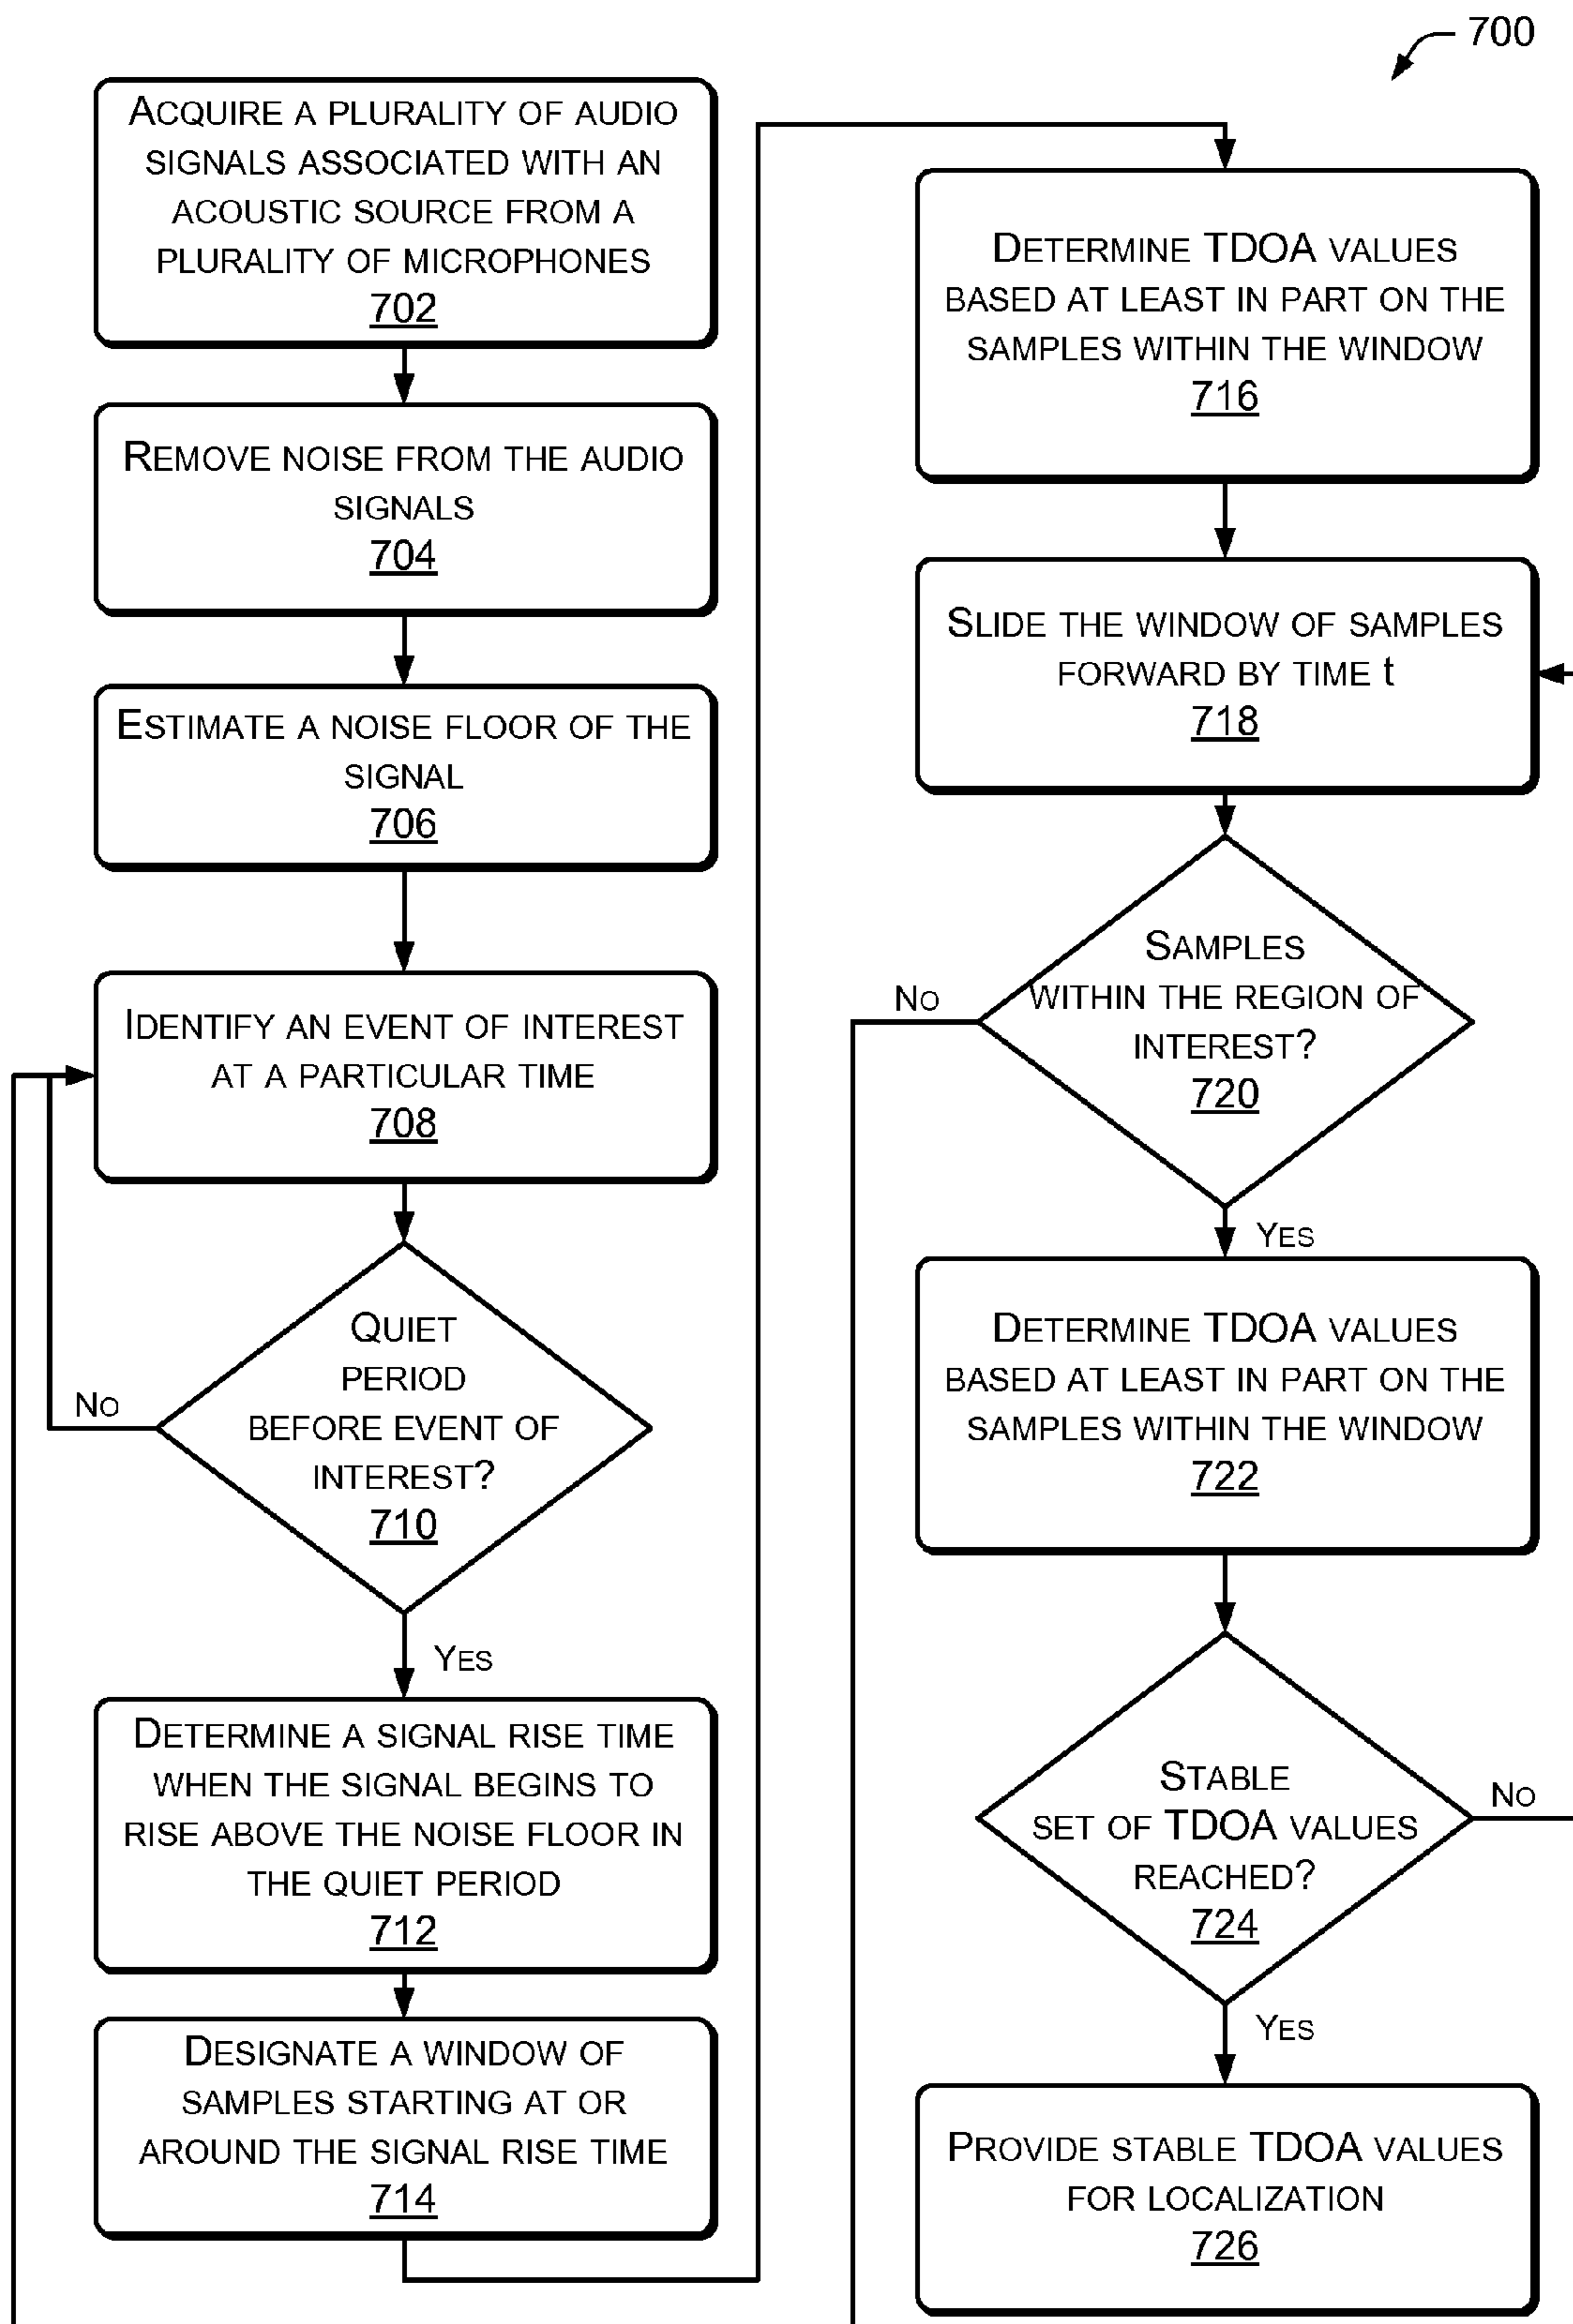 700
ACQUIRE A PLURALITY OF AUDIO
SIGNALS ASSOCIATED WITH AN
ACOUSTIC SOURCE FROM A
PLURALITY OF MICROPHONES
702
REMOVE NOISE FROM THE AUDIO
SIGNALS
704
ESTIMATE A NOISE FLOOR OF THE
SIGNAL
706
IDENTIFY AN EVENT OF INTEREST
AT A PARTICULAR TIME
708
QUIET
PERIOD
BEFORE EVENT OF
INTEREST?
710
NO
YES
DETERMINE A SIGNAL RISE TIME
WHEN THE SIGNAL BEGINS TO
RISE ABOVE THE NOISE FLOOR IN
THE QUIET PERIOD
712
DESIGNATE A WINDOW OF
SAMPLES STARTING AT OR
AROUND THE SIGNAL RISE TIME
714
DETERMINE TDOA VALUES
BASED AT LEAST IN PART ON THE
SAMPLES WITHIN THE WINDOW
716
SLIDE THE WINDOW OF SAMPLES
FORWARD BY TIME t
718
SAMPLES
WITHIN THE REGION OF
INTEREST?
720
NO
YES
DETERMINE TDOA VALUES
BASED AT LEAST IN PART ON THE
SAMPLES WITHIN THE WINDOW
722
STABLE
SET OF TDOA VALUES
REACHED?
724
NO
YES
PROVIDE STABLE TDOA VALUES
FOR LOCALIZATION
726